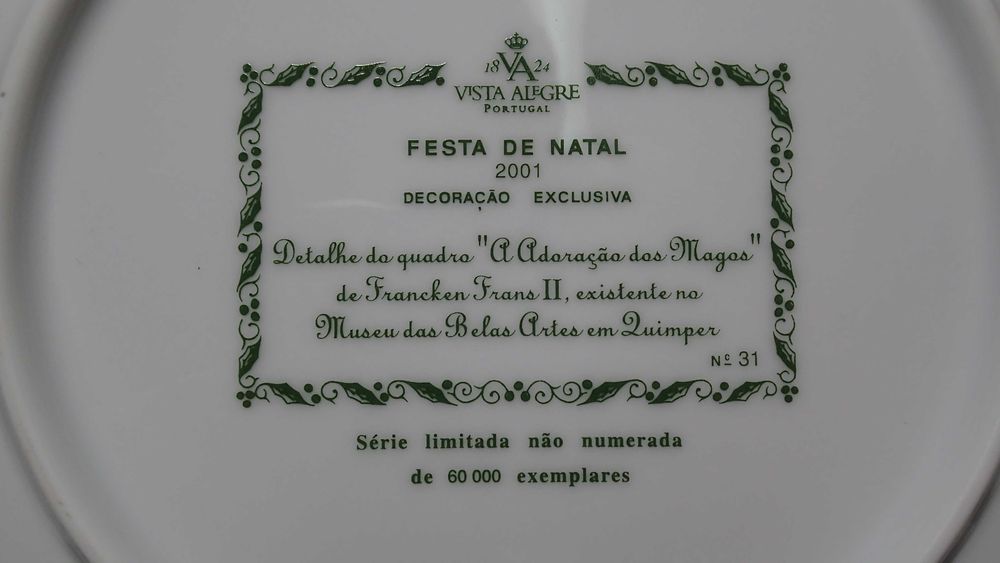 18 VA 24
VISTA ALEGRE
PORTUGAL
FESTA DE NATAL
2001
DECORAÇÃO EXCLUSIVA
Detalhe do quadro "A Adoração dos Magos"
de Francken Frans II, existente no
Museu das Belas Artes em Quimper
Nº 31
Série limitada não numerada
de 60 000 exemplares